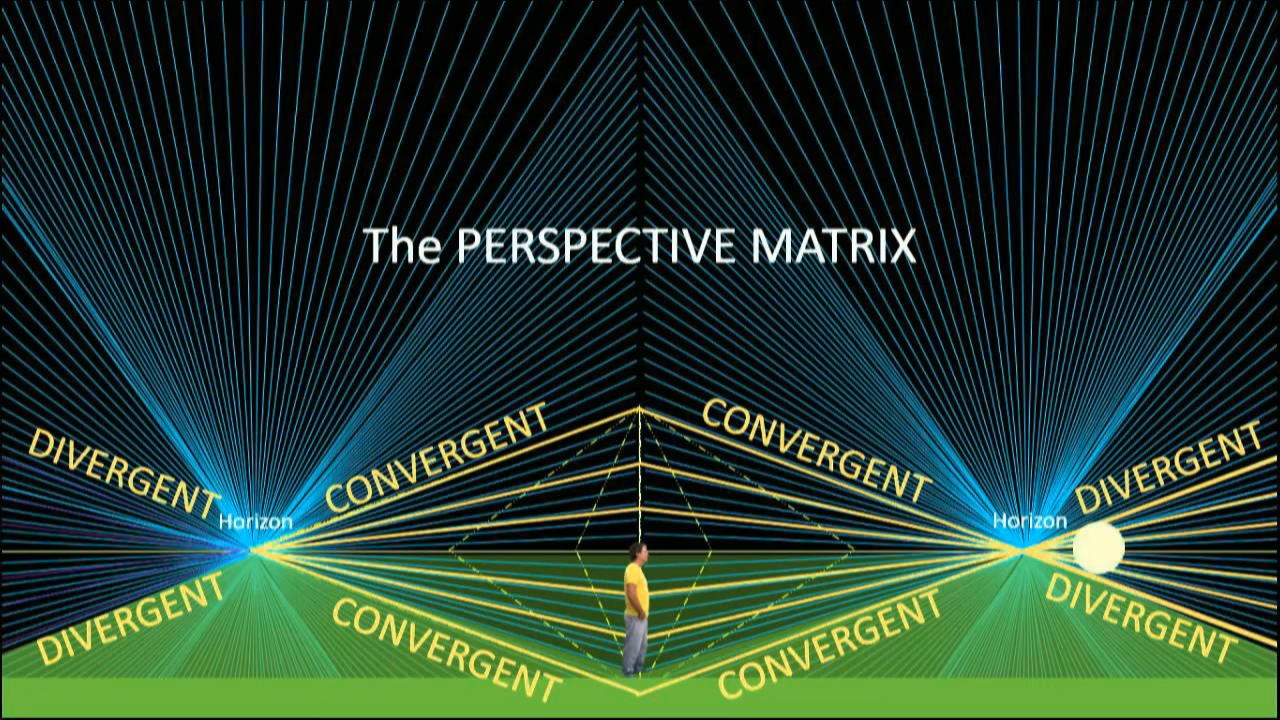 The PERSPECTIVE MATRIX
DIVERGENT
CONVERGENT
CONVERGENT
DIVERGENT
Horizon
Horizon
DIVERGENT
CONVERGENT
CONVERGENT
DIVERGENT